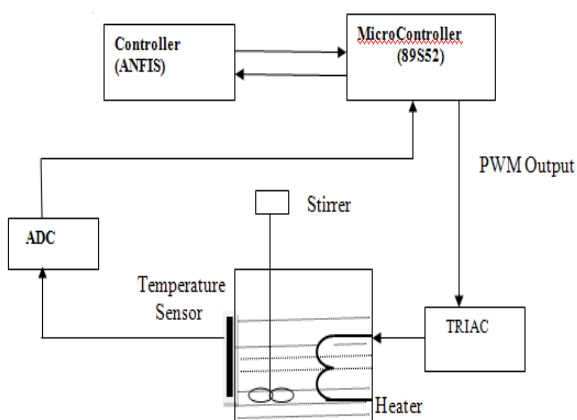 Controller
(ANFIS)
MicroController
(89S52)
PWM Output
Stirrer
ADC
Temperature
Sensor
TRIAC
Heater